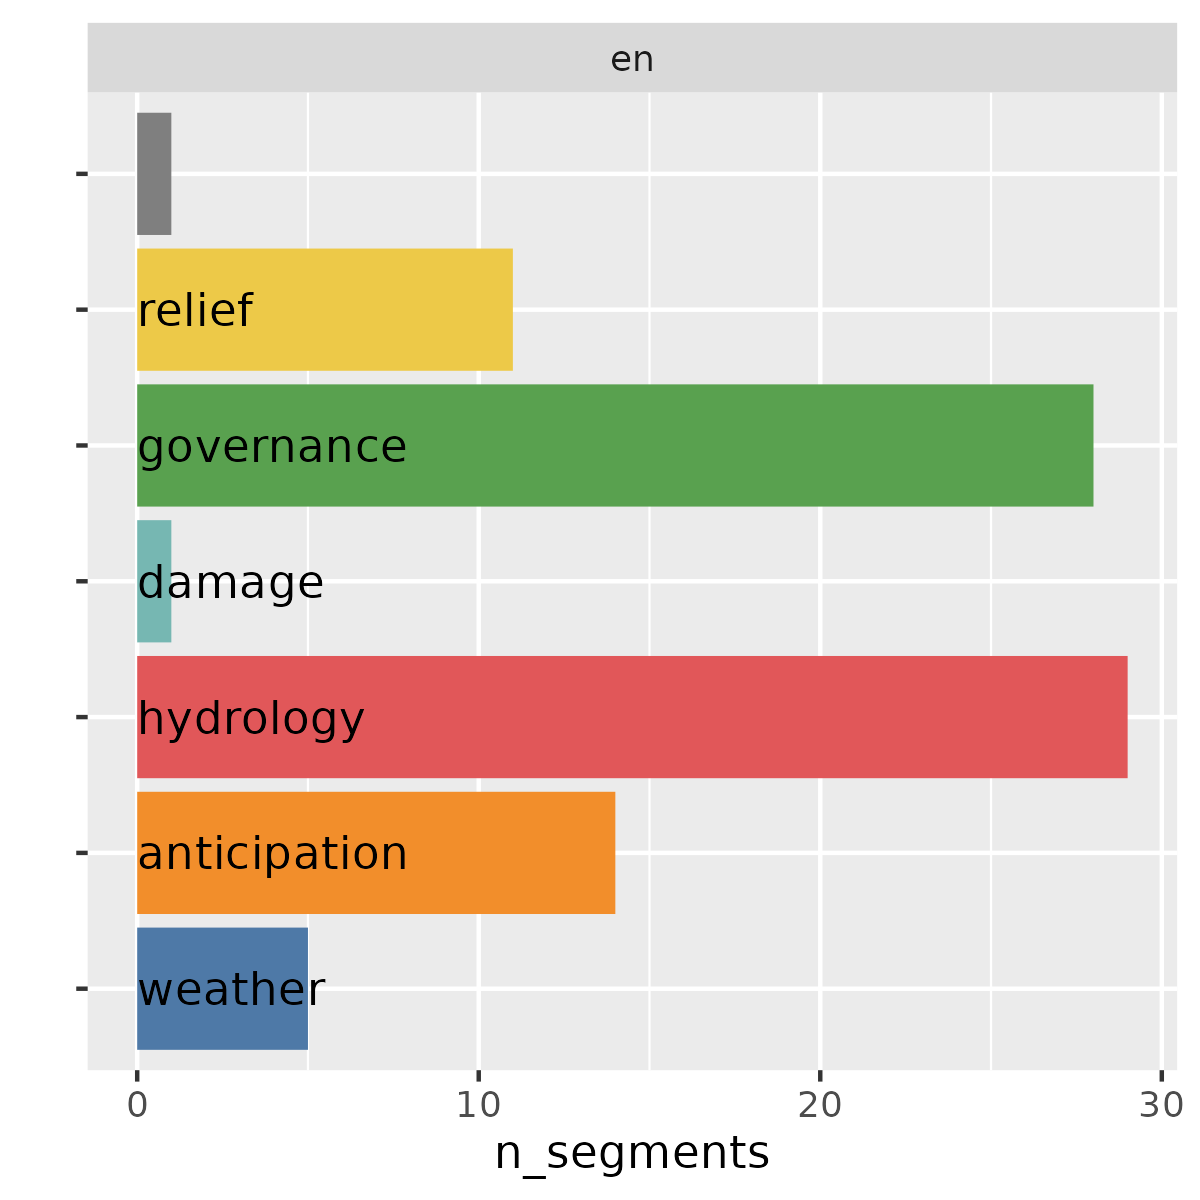 en
relief
governance
damage
hydrology
anticipation
weather
0 10 20 30
n_segments